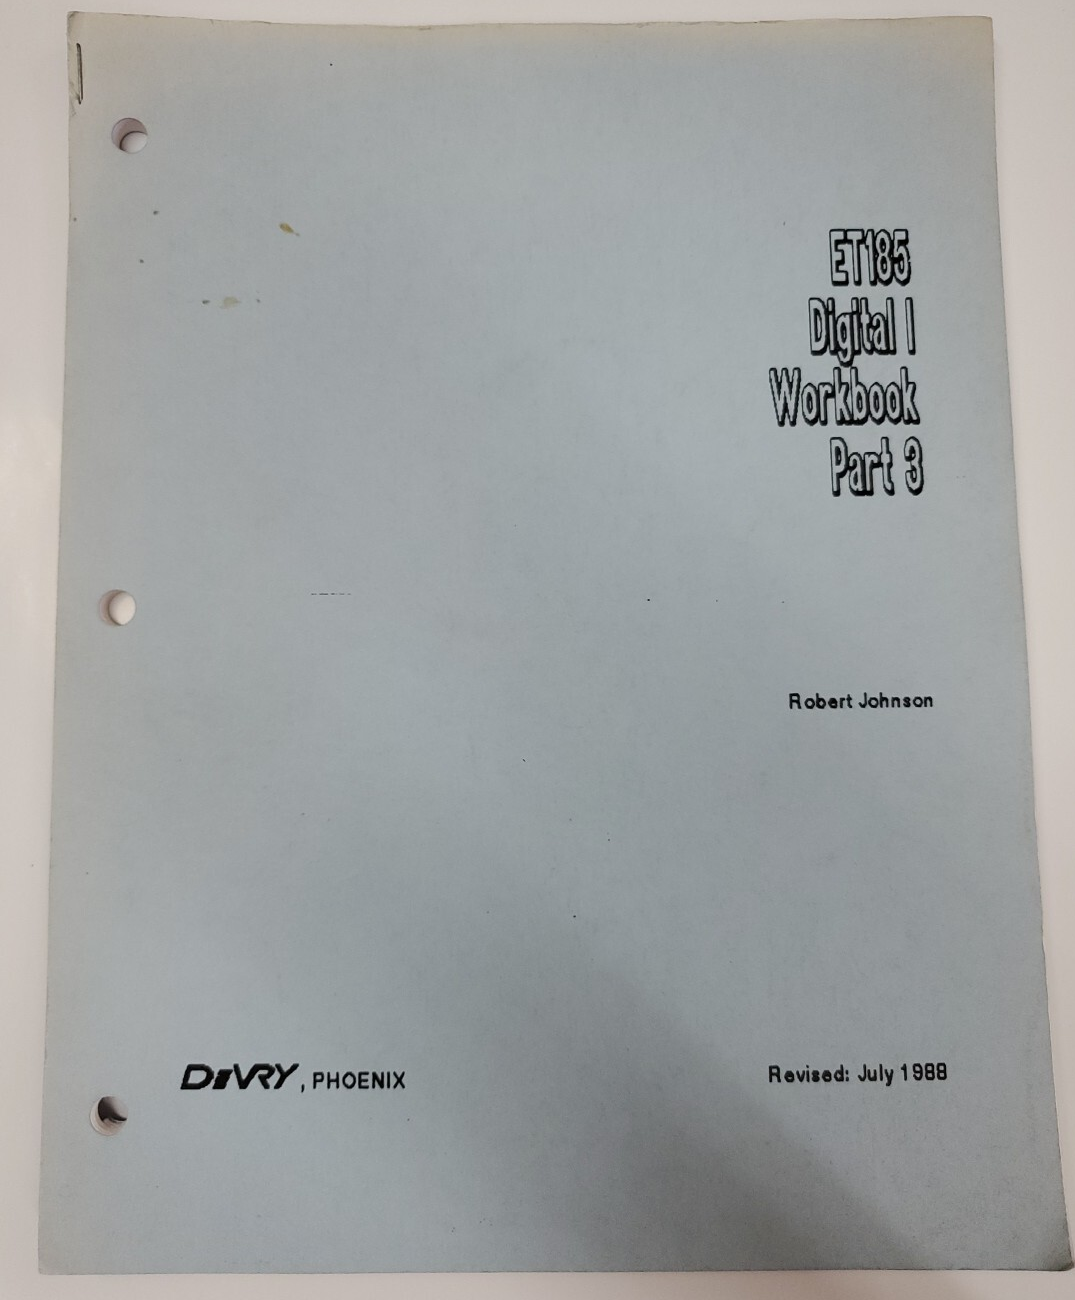 ET185
Digital I
Workbook
Part 3
Robert Johnson
DeVRY, PHOENIX
Revised: July 1988